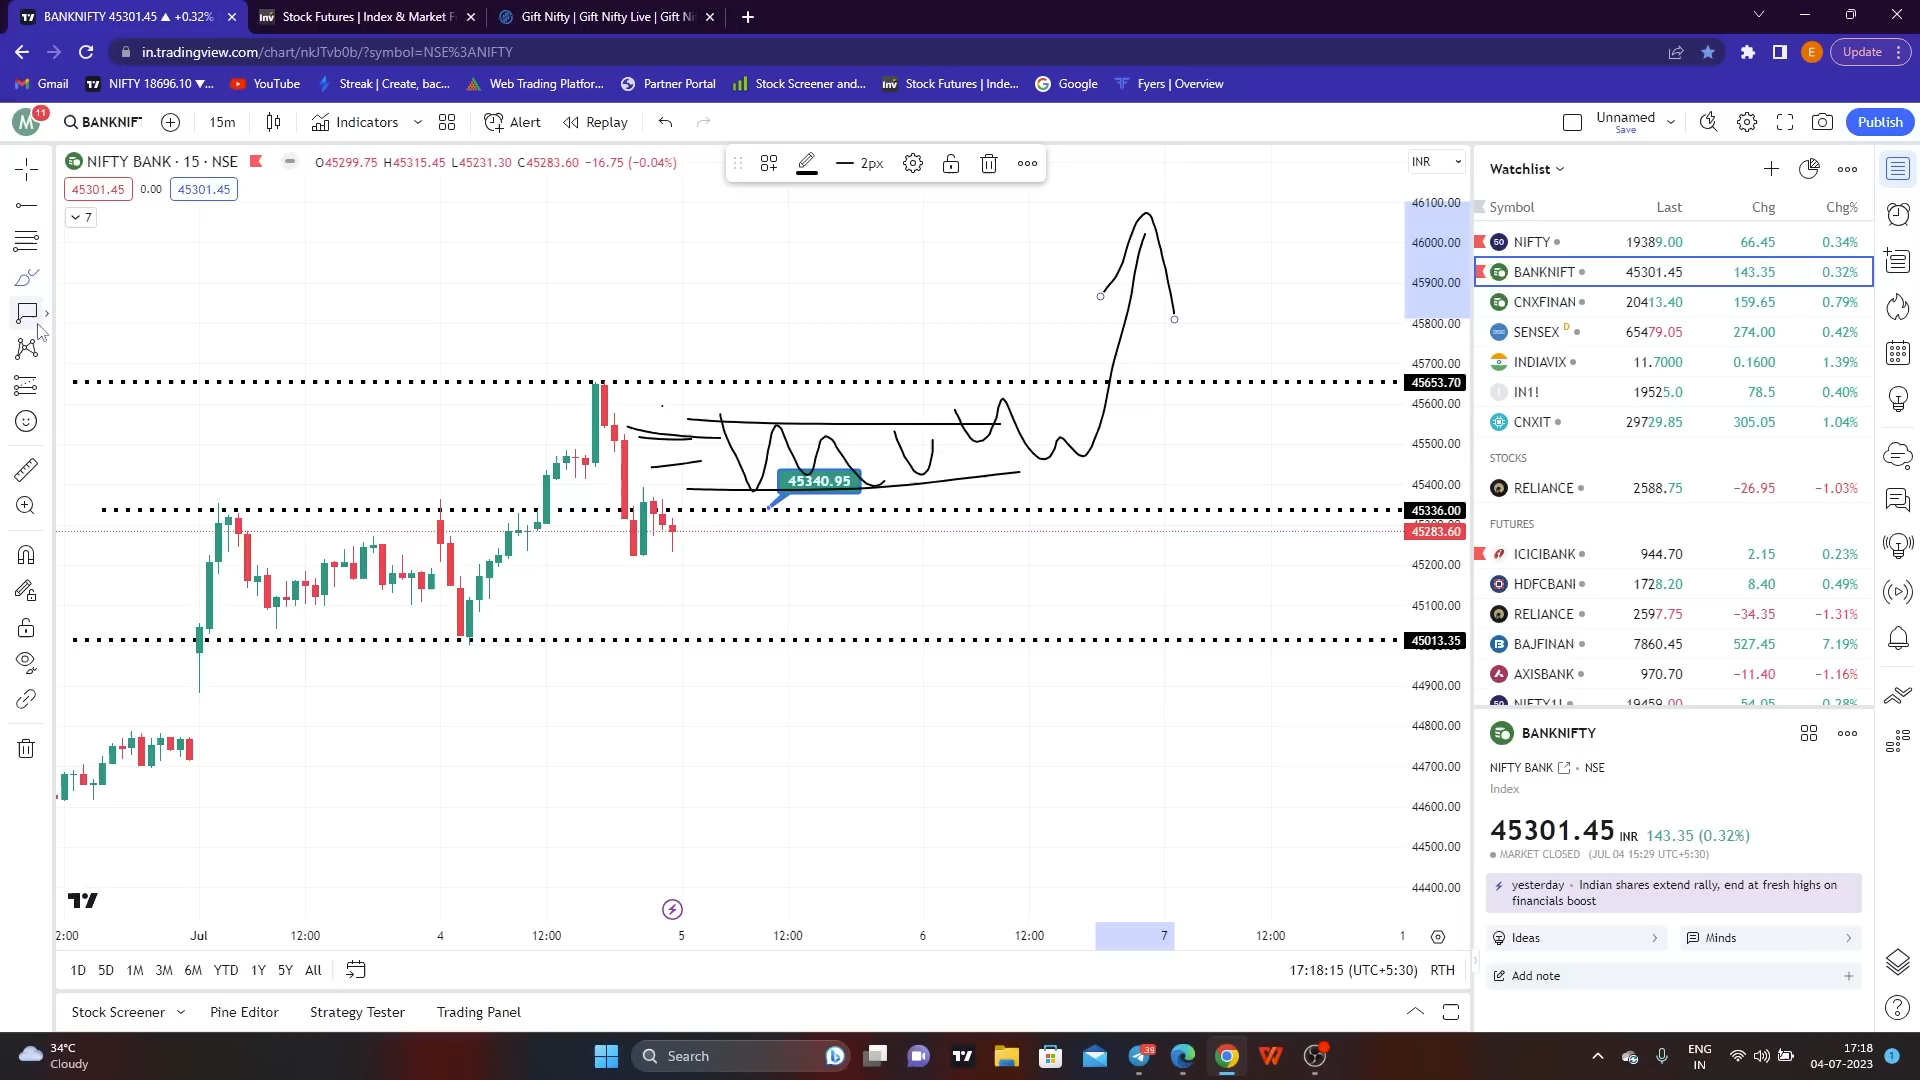 BANKNIFTY 45301.45 ▲ +0.32%
Stock Futures | Index & Market F
Gift Nifty | Gift Nifty Live | Gift Ni
in.tradingview.com/chart/nkJTvb0b/?symbol=NSE%3ANIFTY
E
Update
Gmail
NIFTY 18696.10 ▼...
YouTube
Streak | Create, bac...
Web Trading Platfor...
Partner Portal
Stock Screener and...
Stock Futures | Inde...
Google
Fyers | Overview
M
11
BANKNIF
15m
Indicators
Alert
Replay
Unnamed
Save
Publish
NIFTY BANK · 15 · NSE
O45299.75 H45315.45 L45231.30 C45283.60 −16.75 (−0.04%)
45301.45 0.00 45301.45
7
2px
INR
46100.00
46000.00
45900.00
45800.00
45700.00
45653.70
45600.00
45500.00
45400.00
45340.95
45336.00
45283.60
45200.00
45100.00
45013.35
44900.00
44800.00
44700.00
44600.00
44500.00
44400.00
2:00 Jul 12:00 4 12:00 5 12:00 6 12:00 7 12:00 1
1D 5D 1M 3M 6M YTD 1Y 5Y All
17:18:15 (UTC+5:30) RTH
Stock Screener Pine Editor Strategy Tester Trading Panel
Watchlist
Symbol Last Chg Chg%
NIFTY 19389.00 66.45 0.34%
BANKNIFT 45301.45 143.35 0.32%
CNXFINAN 20413.40 159.65 0.79%
SENSEX D 65479.05 274.00 0.42%
INDIAVIX 11.7000 0.1600 1.39%
IN1! 19525.0 78.5 0.40%
CNXIT 29729.85 305.05 1.04%
STOCKS
RELIANCE 2588.75 −26.95 −1.03%
FUTURES
ICICIBANK 944.70 2.15 0.23%
HDFCBANI 1728.20 8.40 0.49%
RELIANCE 2597.75 −34.35 −1.31%
BAJFINAN 7860.45 527.45 7.19%
AXISBANK 970.70 −11.40 −1.16%
NIFTY1! 19459.00 54.05 0.28%
BANKNIFTY
NIFTY BANK · NSE
Index
45301.45 INR 143.35 (0.32%)
MARKET CLOSED (JUL 04 15:29 UTC+5:30)
yesterday · Indian shares extend rally, end at fresh highs on
financials boost
Ideas
Minds
Add note
34°C
Cloudy
Search
39
ENG
IN
17:18
04-07-2023
1